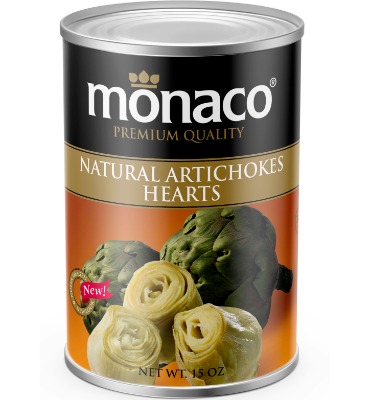 monaco®
PREMIUM QUALITY
NATURAL ARTICHOKES
HEARTS
New!
NET WT. 15 OZ